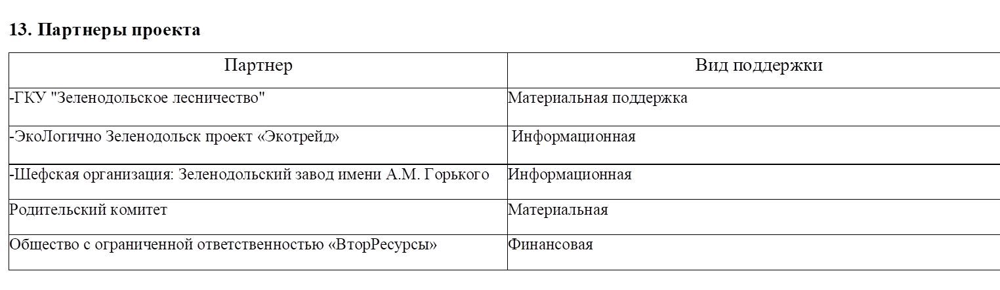 13. Партнеры проекта
Партнер Вид поддержки
-ГКУ "Зеленодольское лесничество" Материальная поддержка
-ЭкоЛогично Зеленодольск проект «Экотрейд» Информационная
-Шефская организация: Зеленодольский завод имени А.М. Горького Информационная
Родительский комитет Материальная
Общество с ограниченной ответственностью «ВторРесурсы» Финансовая